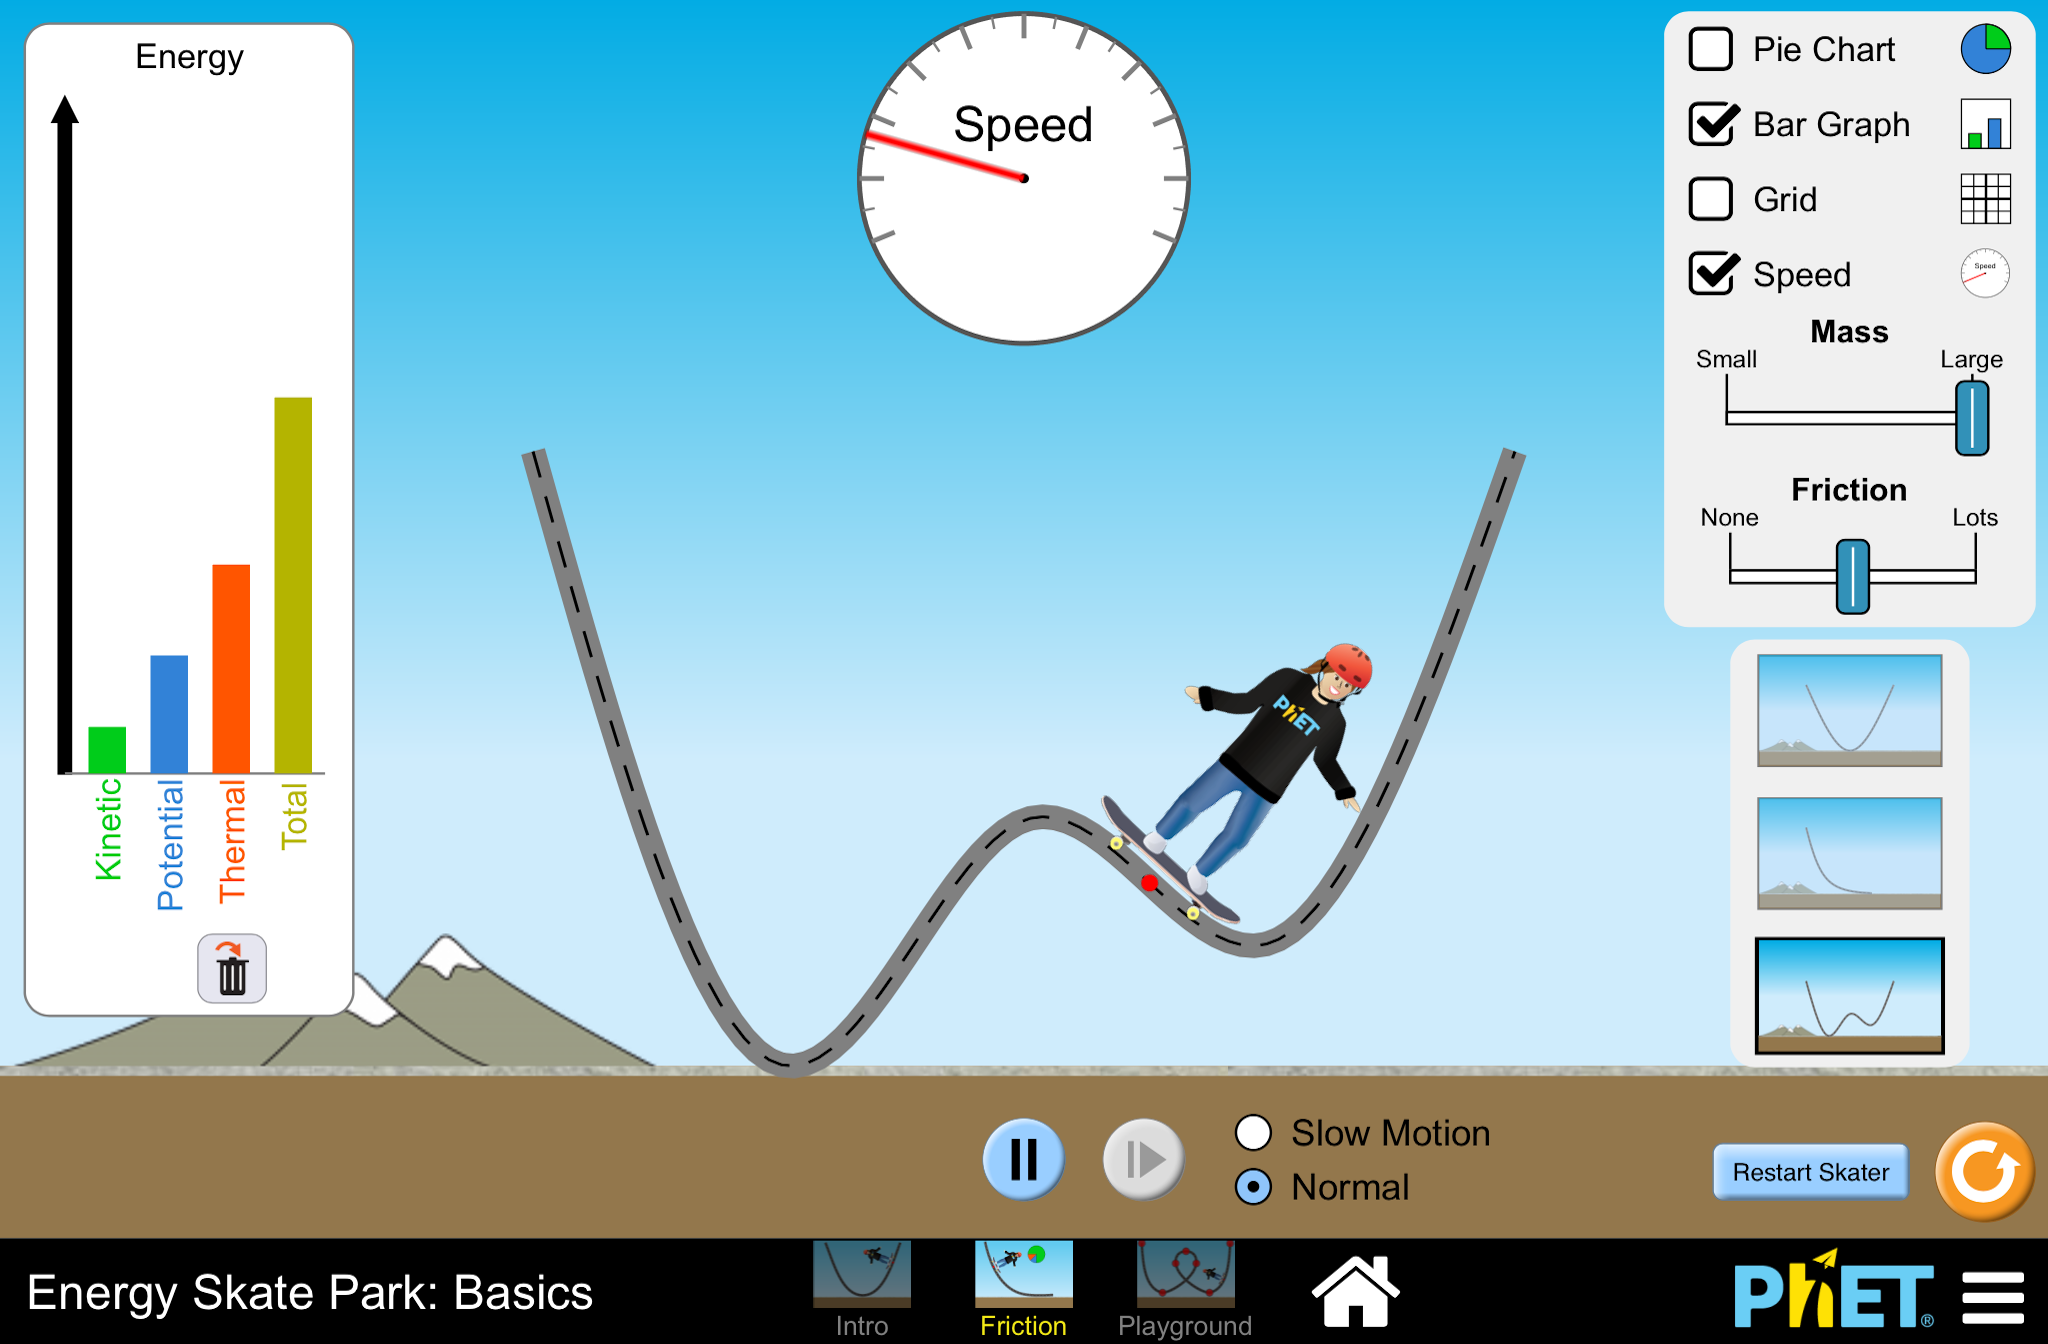 Energy
Kinetic
Potential
Thermal
Total
Speed
Pie Chart
Bar Graph
Grid
Speed
Speed
Mass
Small
Large
Friction
None
Lots
PhET
Slow Motion
Normal
Restart Skater
Energy Skate Park: Basics
Intro
Friction
Playground
PhET®